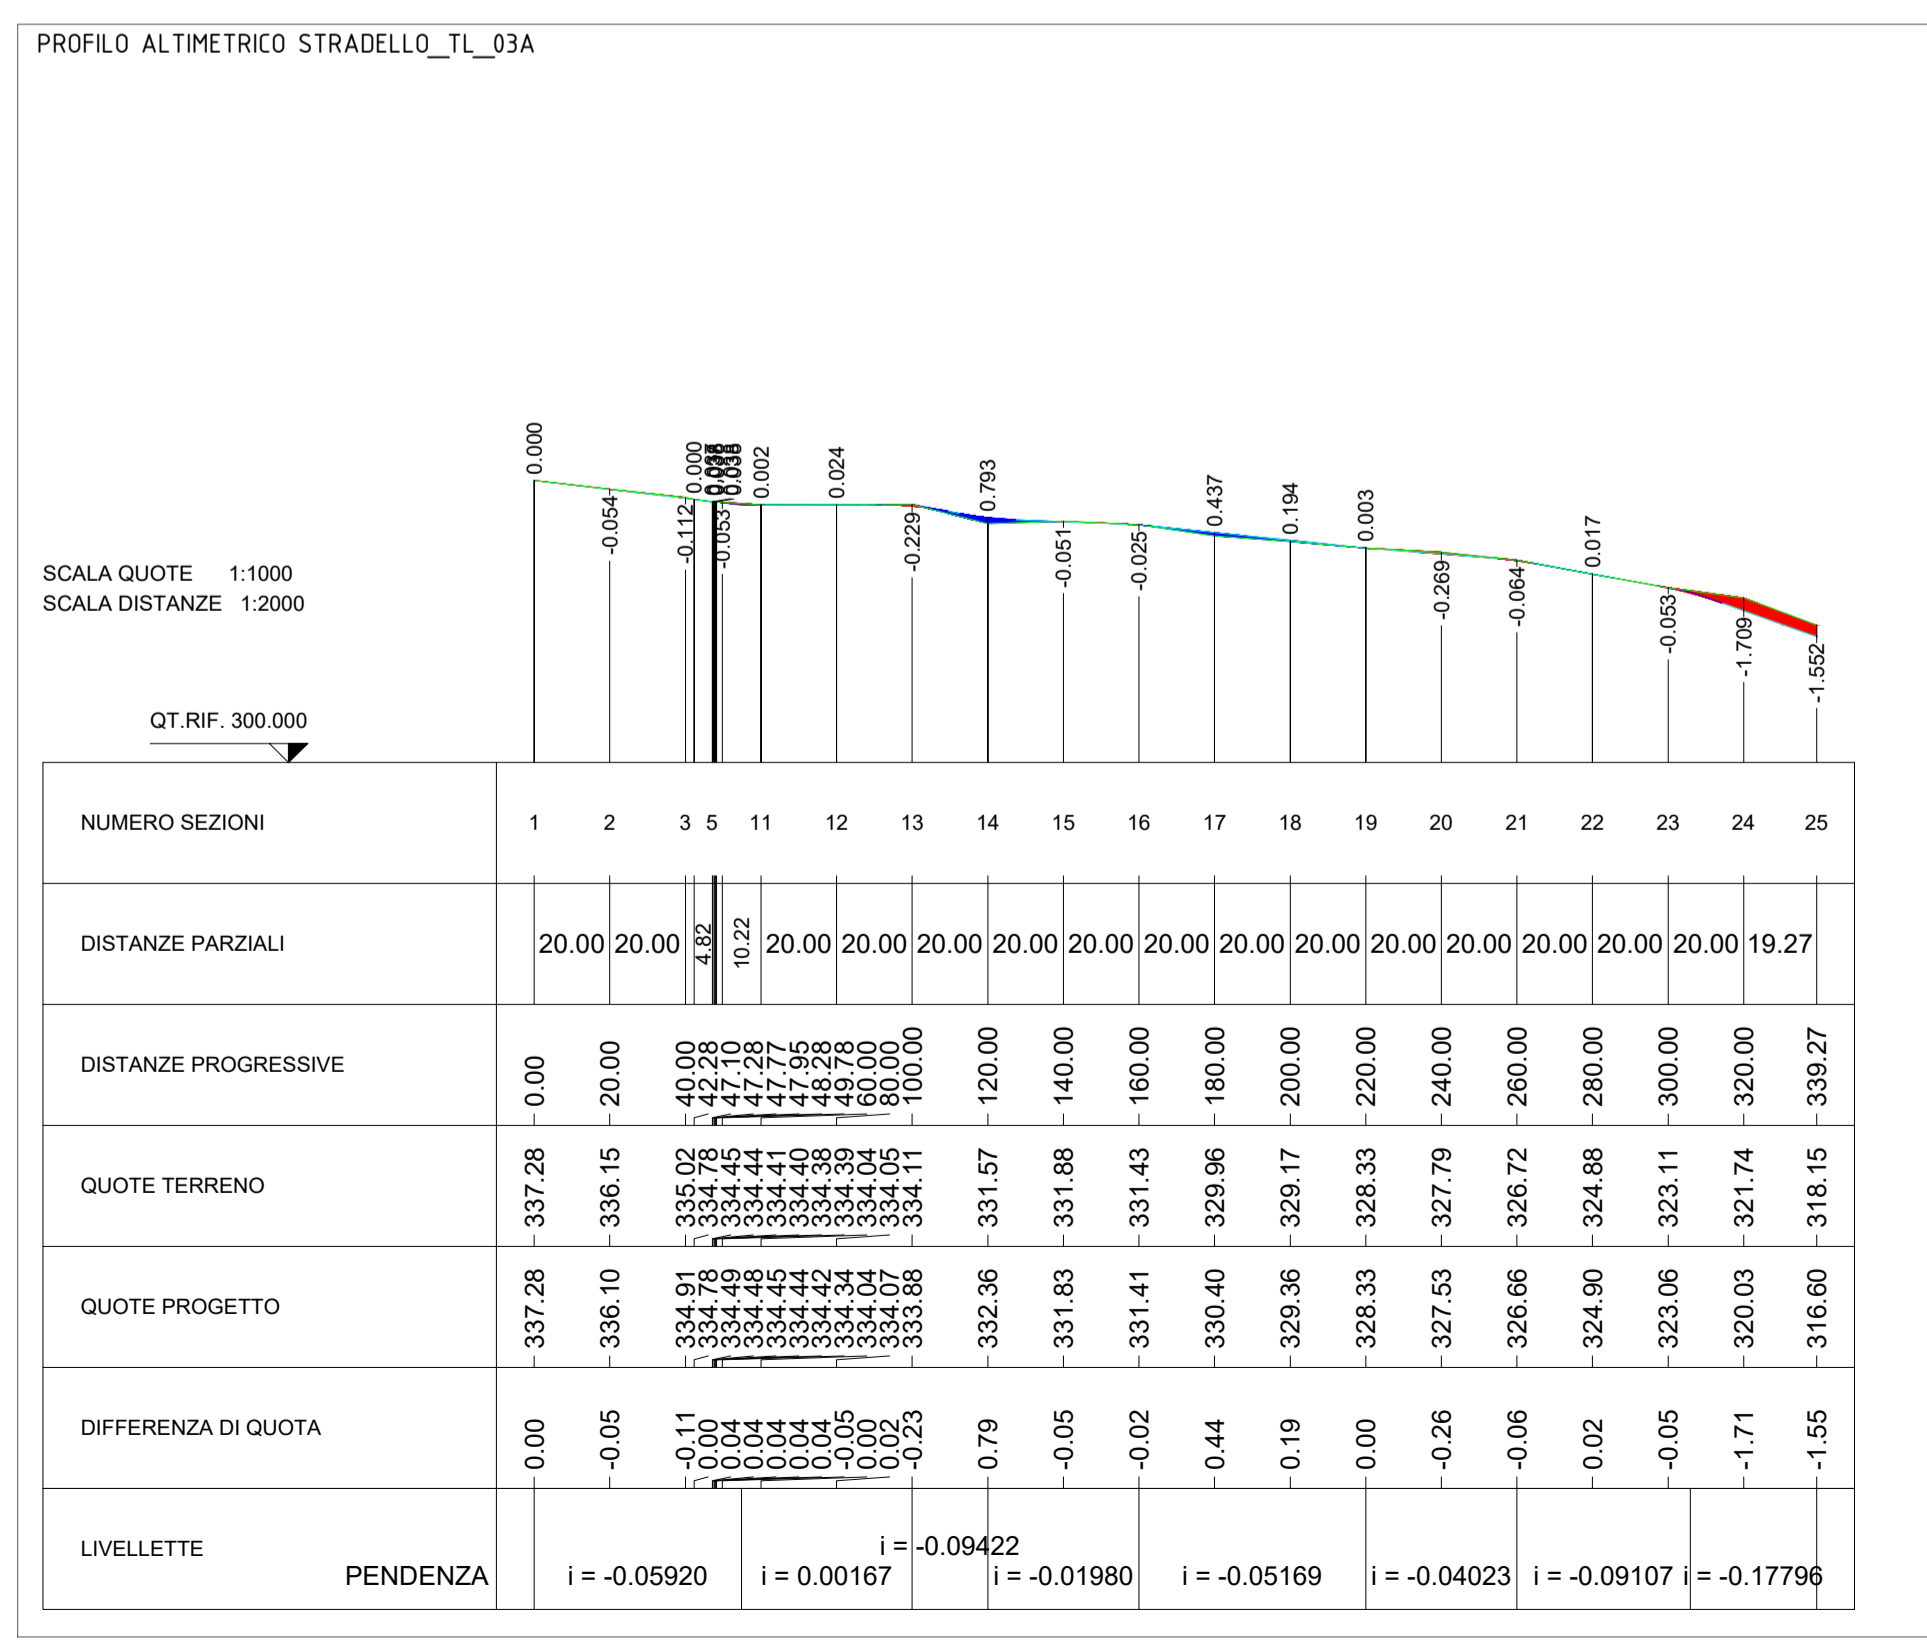 PROFILO ALTIMETRICO STRADELLO_TL_03A
0.000 -0.054 -0.112 0.000 -0.053 0.002 0.024 -0.229 0.793 -0.051 -0.025 0.437 0.194 0.003 -0.269 -0.064 0.017 -0.053 -1.709 -1.552
SCALA QUOTE 1:1000
SCALA DISTANZE 1:2000
QT.RIF. 300.000
NUMERO SEZIONI 1 2 3 5 11 12 13 14 15 16 17 18 19 20 21 22 23 24 25
DISTANZE PARZIALI 20.00 20.00 4.82 10.22 20.00 20.00 20.00 20.00 20.00 20.00 20.00 20.00 20.00 20.00 20.00 20.00 20.00 19.27
DISTANZE PROGRESSIVE 0.00 20.00 40.00 42.28 47.10 47.28 47.77 47.95 48.28 49.78 60.00 80.00 100.00 120.00 140.00 160.00 180.00 200.00 220.00 240.00 260.00 280.00 300.00 320.00 339.27
QUOTE TERRENO 337.28 336.15 335.02 334.78 334.45 334.44 334.41 334.40 334.38 334.39 334.04 334.05 334.11 331.57 331.88 331.43 329.96 329.17 328.33 327.79 326.72 324.88 323.11 321.74 318.15
QUOTE PROGETTO 337.28 336.10 334.91 334.78 334.49 334.48 334.45 334.44 334.42 334.34 334.04 334.07 333.88 332.36 331.83 331.41 330.40 329.36 328.33 327.53 326.66 324.90 323.06 320.03 316.60
DIFFERENZA DI QUOTA 0.00 -0.05 -0.11 0.00 0.04 0.04 0.04 0.04 0.04 -0.05 0.00 0.02 -0.23 0.79 -0.05 -0.02 0.44 0.19 0.00 -0.26 -0.06 0.02 -0.05 -1.71 -1.55
LIVELLETTE i = -0.09422
PENDENZA i = -0.05920 i = 0.00167 i = -0.01980 i = -0.05169 i = -0.04023 i = -0.09107 i = -0.17796